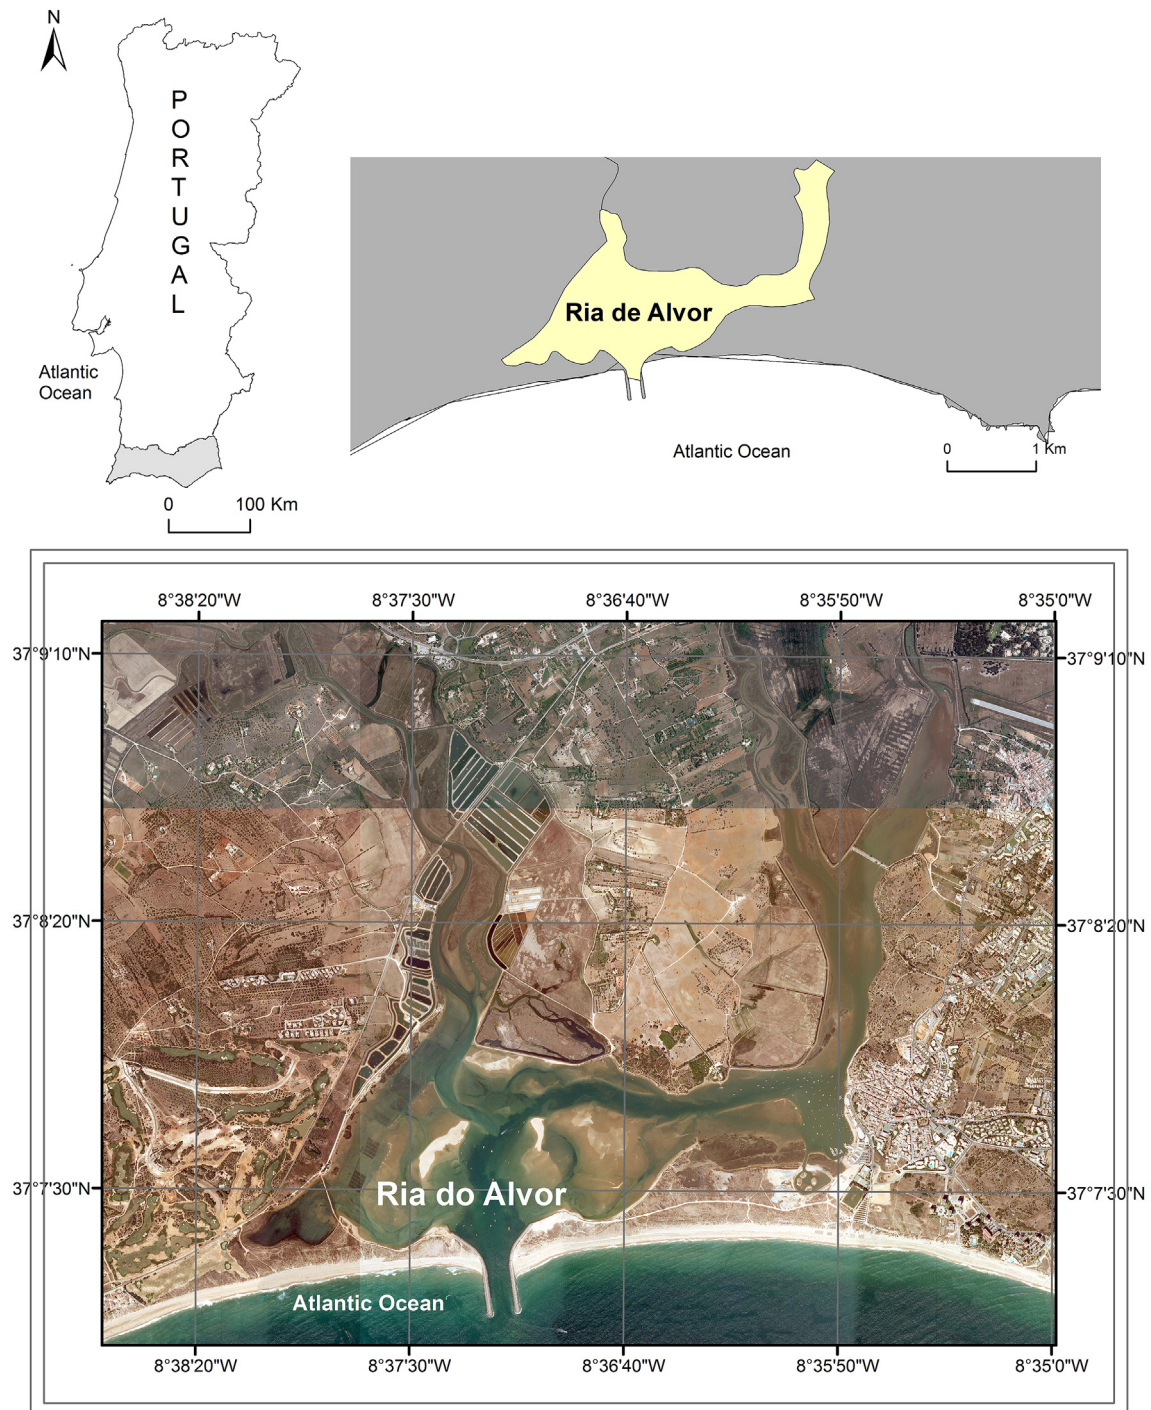 N
PORTUGAL
Atlantic
Ocean
0 100 Km
Ria de Alvor
Atlantic Ocean
0 1 Km
8°38'20"W 8°37'30"W 8°36'40"W 8°35'50"W 8°35'0"W
37°9'10"N 37°9'10"N
37°8'20"N 37°8'20"N
37°7'30"N 37°7'30"N
Ria do Alvor
Atlantic Ocean
8°38'20"W 8°37'30"W 8°36'40"W 8°35'50"W 8°35'0"W